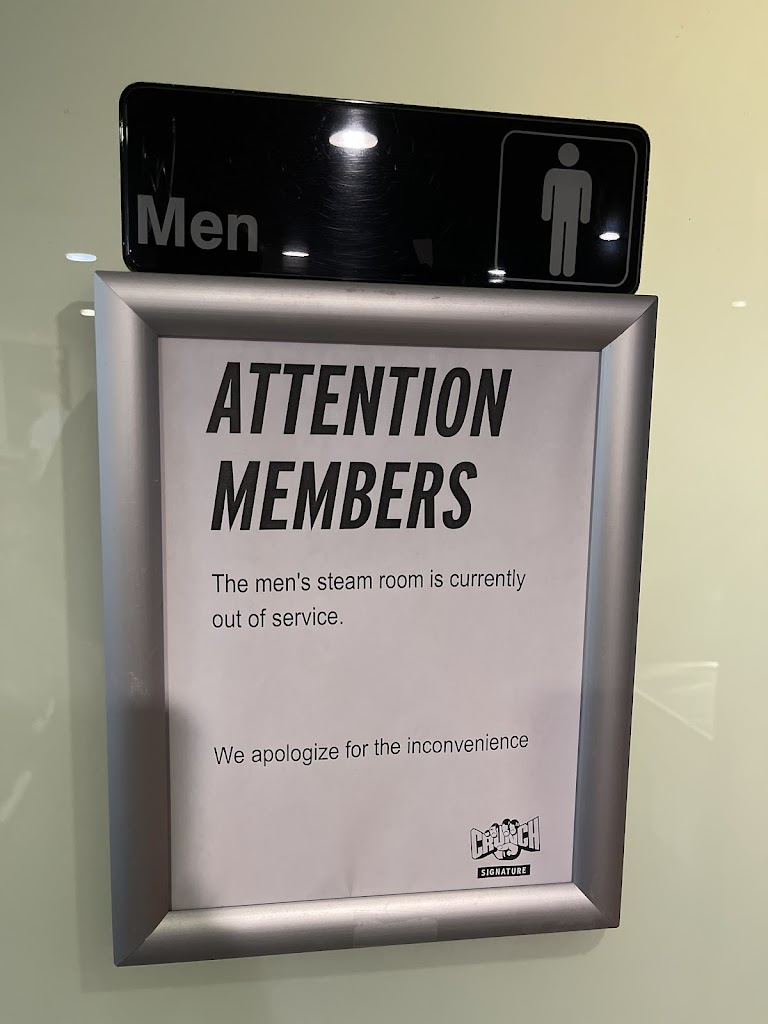 Men
ATTENTION
MEMBERS
The men's steam room is currently
out of service.
We apologize for the inconvenience
CRUNCH
SIGNATURE